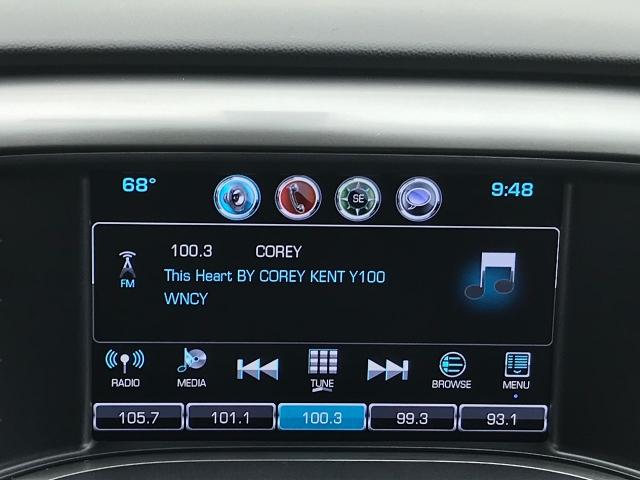 68° SE 9:48
100.3 COREY
This Heart BY COREY KENT Y100
WNCY
FM
RADIO MEDIA TUNE BROWSE MENU
105.7 101.1 100.3 99.3 93.1